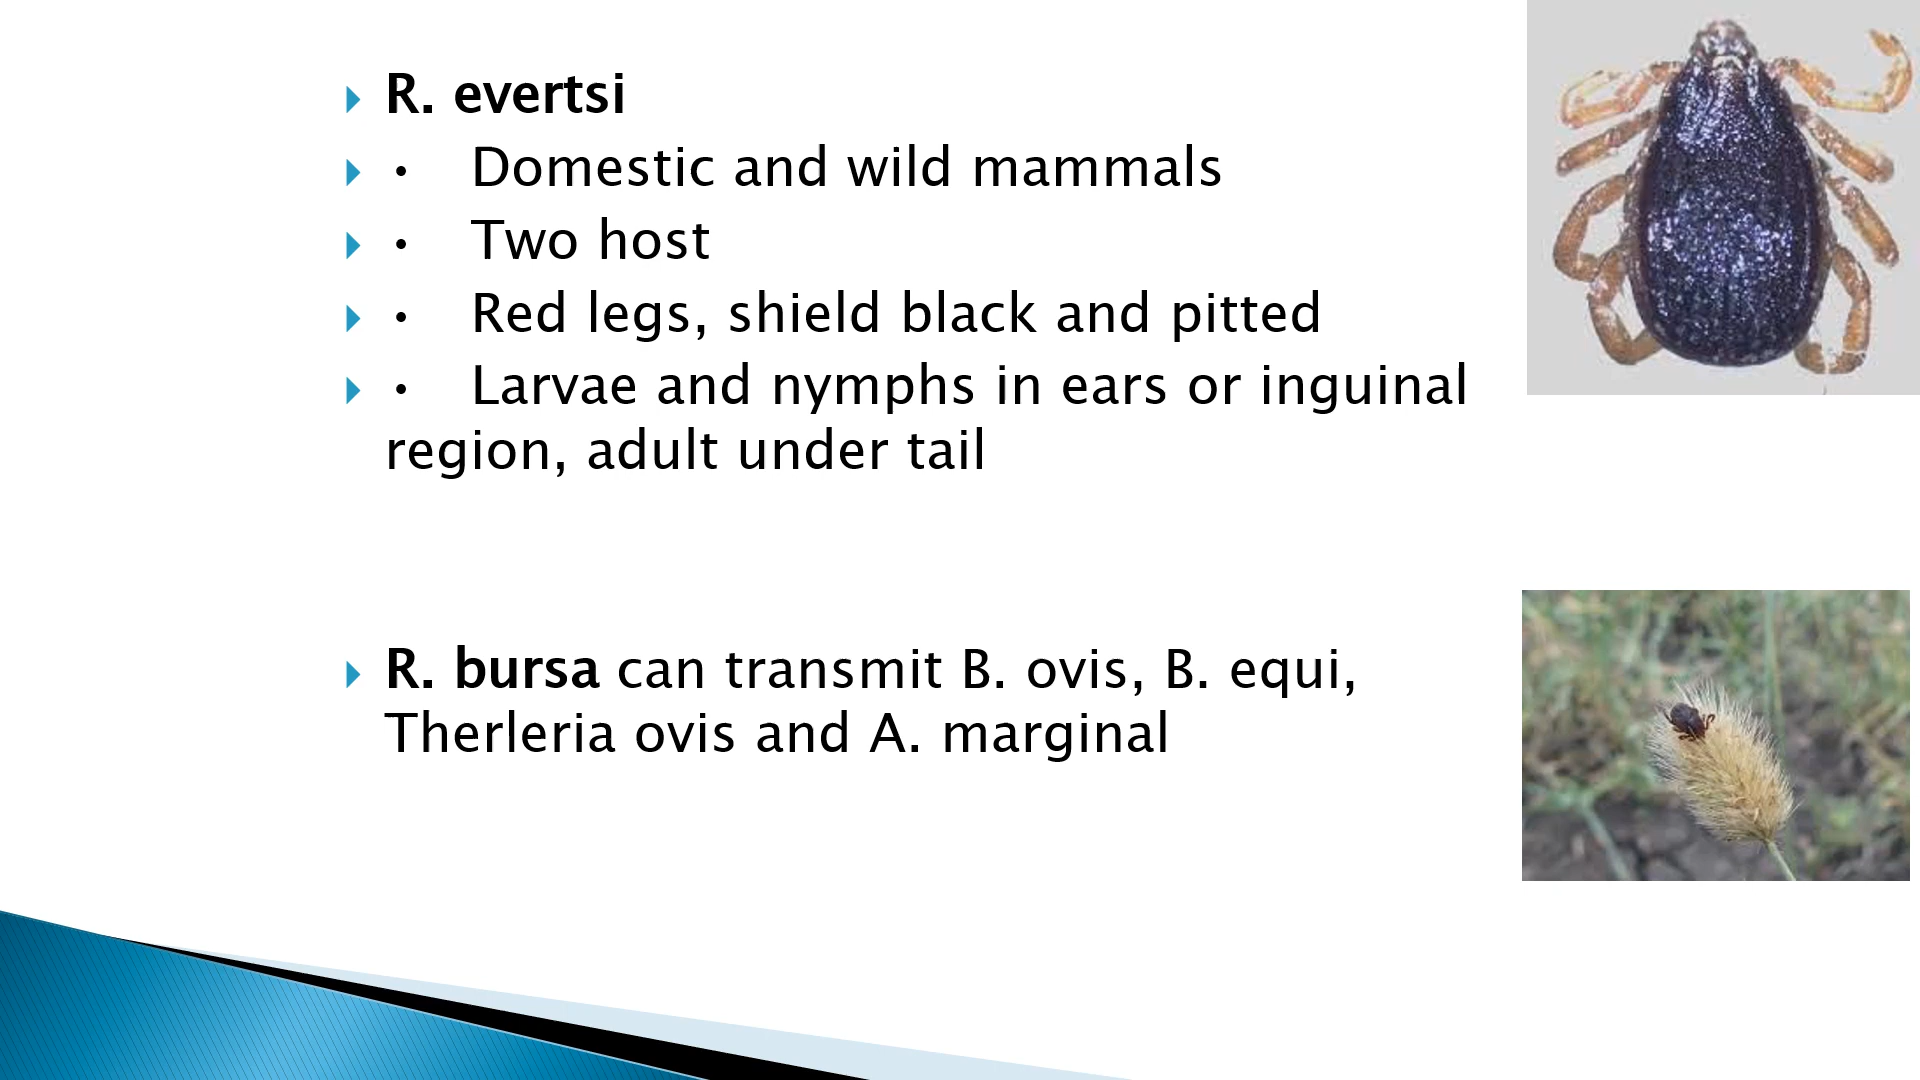 R. evertsi
• Domestic and wild mammals
• Two host
• Red legs, shield black and pitted
• Larvae and nymphs in ears or inguinal
region, adult under tail
R. bursa can transmit B. ovis, B. equi,
Therleria ovis and A. marginal